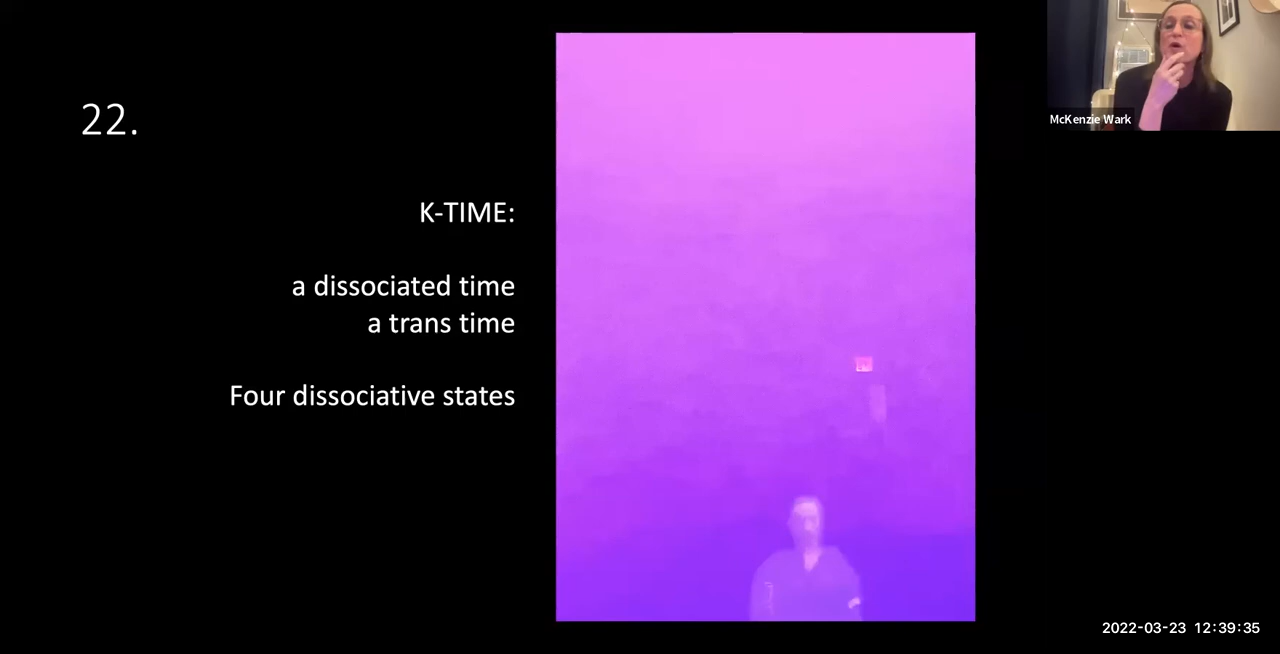 22.
K-TIME:
a dissociated time
a trans time
Four dissociative states
McKenzie Wark
2022-03-23 12:39:35